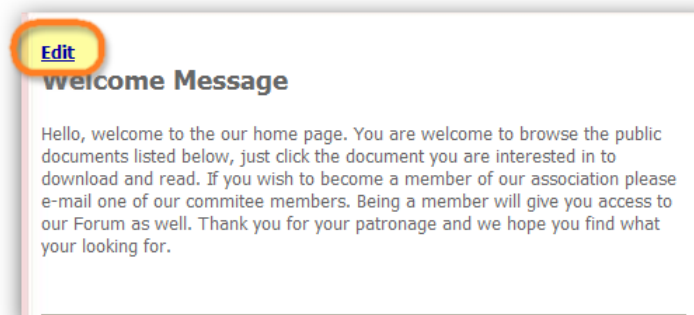 Edit
Welcome Message
Hello, welcome to the our home page. You are welcome to browse the public
documents listed below, just click the document you are interested in to
download and read. If you wish to become a member of our association please
e-mail one of our commitee members. Being a member will give you access to
our Forum as well. Thank you for your patronage and we hope you find what
your looking for.